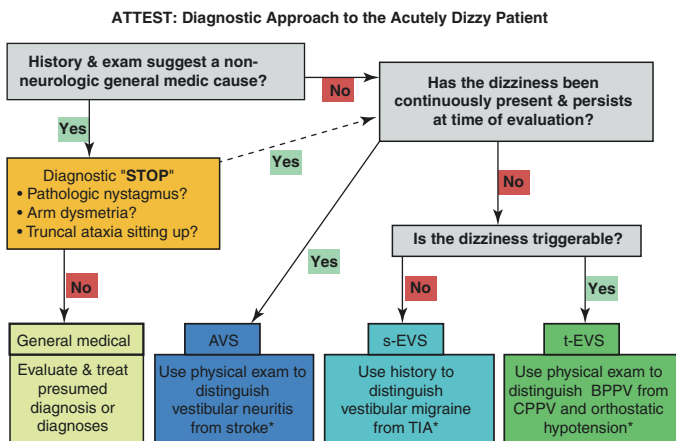 ATTEST: Diagnostic Approach to the Acutely Dizzy Patient
History & exam suggest a non-
neurologic general medic cause?
No
Has the dizziness been
continuously present & persists
at time of evaluation?
Yes
Yes
Diagnostic "STOP"
• Pathologic nystagmus?
• Arm dysmetria?
• Truncal ataxia sitting up?
No
Is the dizziness triggerable?
No
Yes
No
Yes
General medical
Evaluate & treat
presumed
diagnosis or
diagnoses
AVS
Use physical exam to
distinguish
vestibular neuritis
from stroke*
s-EVS
Use history to
distinguish
vestibular migraine
from TIA*
t-EVS
Use physical exam to
distinguish BPPV from
CPPV and orthostatic
hypotension*